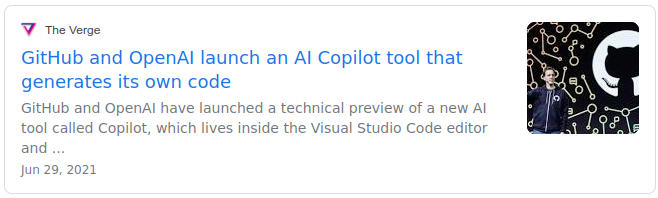 The Verge
GitHub and OpenAI launch an AI Copilot tool that
generates its own code
GitHub and OpenAI have launched a technical preview of a new AI
tool called Copilot, which lives inside the Visual Studio Code editor
and ...
Jun 29, 2021